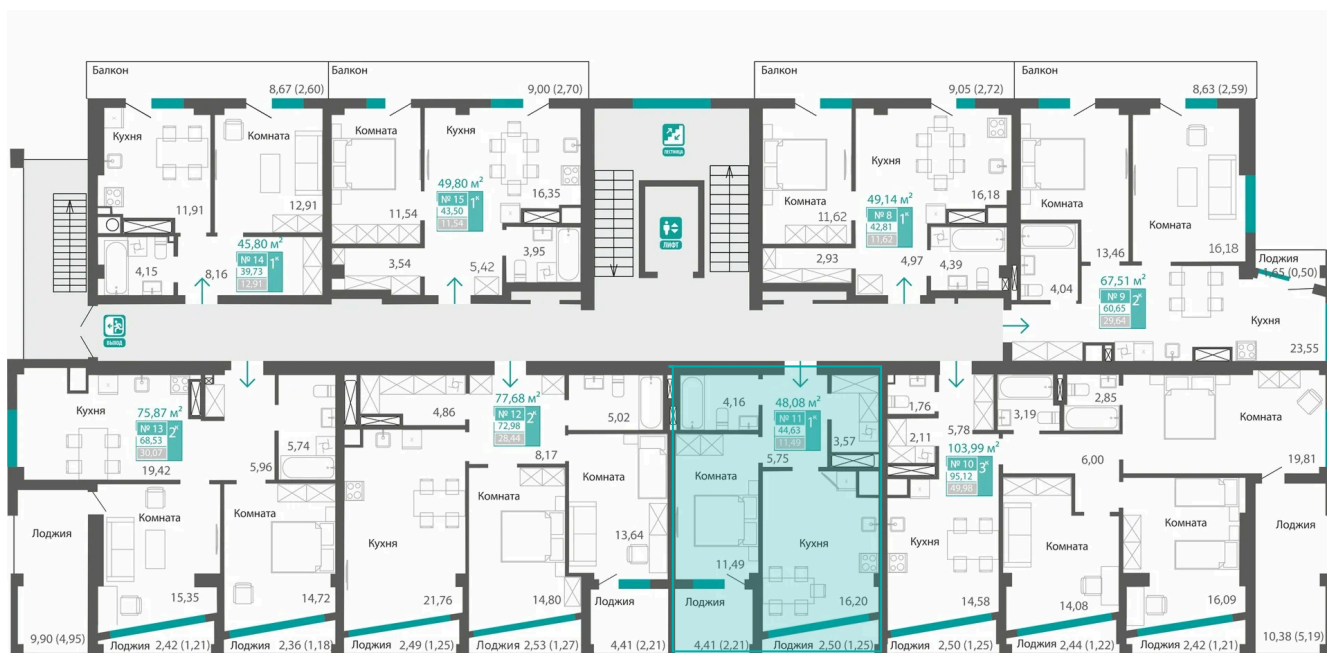 Балкон
8,67 (2,60)
Балкон
9,00 (2,70)
Балкон
9,05 (2,72)
Балкон
8,63 (2,59)
Кухня
11,91
Комната
12,91
45,80 м²
№ 14
1к
39,73
12,91
4,15
8,16
Комната
11,54
Кухня
16,35
49,80 м²
№ 15
1к
43,50
11,54
3,54
5,42
3,95
ЛЕСТНИЦА
ЛИФТ
Комната
11,62
Кухня
16,18
49,14 м²
№ 8
1к
42,81
11,62
2,93
4,97
4,39
13,46
Комната
Комната
16,18
Лоджия
1,65 (0,50)
4,04
67,51 м²
№ 9
2к
60,65
29,64
Кухня
23,55
ВЫХОД
Кухня
19,42
75,87 м²
№ 13
2к
68,53
30,07
5,96
5,74
Лоджия
9,90 (4,95)
Комната
15,35
Комната
14,72
Лоджия 2,42 (1,21)
Лоджия 2,36 (1,18)
4,86
77,68 м²
№ 12
2к
72,98
28,44
8,17
5,02
Кухня
21,76
Комната
14,80
Комната
13,64
Лоджия
4,41 (2,21)
Лоджия 2,49 (1,25)
Лоджия 2,53 (1,27)
4,16
48,08 м²
№ 11
1к
44,63
11,49
5,75
3,57
Комната
11,49
Кухня
16,20
Лоджия
4,41 (2,21)
Лоджия 2,50 (1,25)
1,76
2,11
5,78
103,99 м²
№ 10
3к
95,12
49,98
3,19
2,85
6,00
Комната
19,81
Кухня
14,58
Комната
14,08
Комната
16,09
Лоджия
10,38 (5,19)
Лоджия 2,50 (1,25)
Лоджия 2,44 (1,22)
Лоджия 2,42 (1,21)